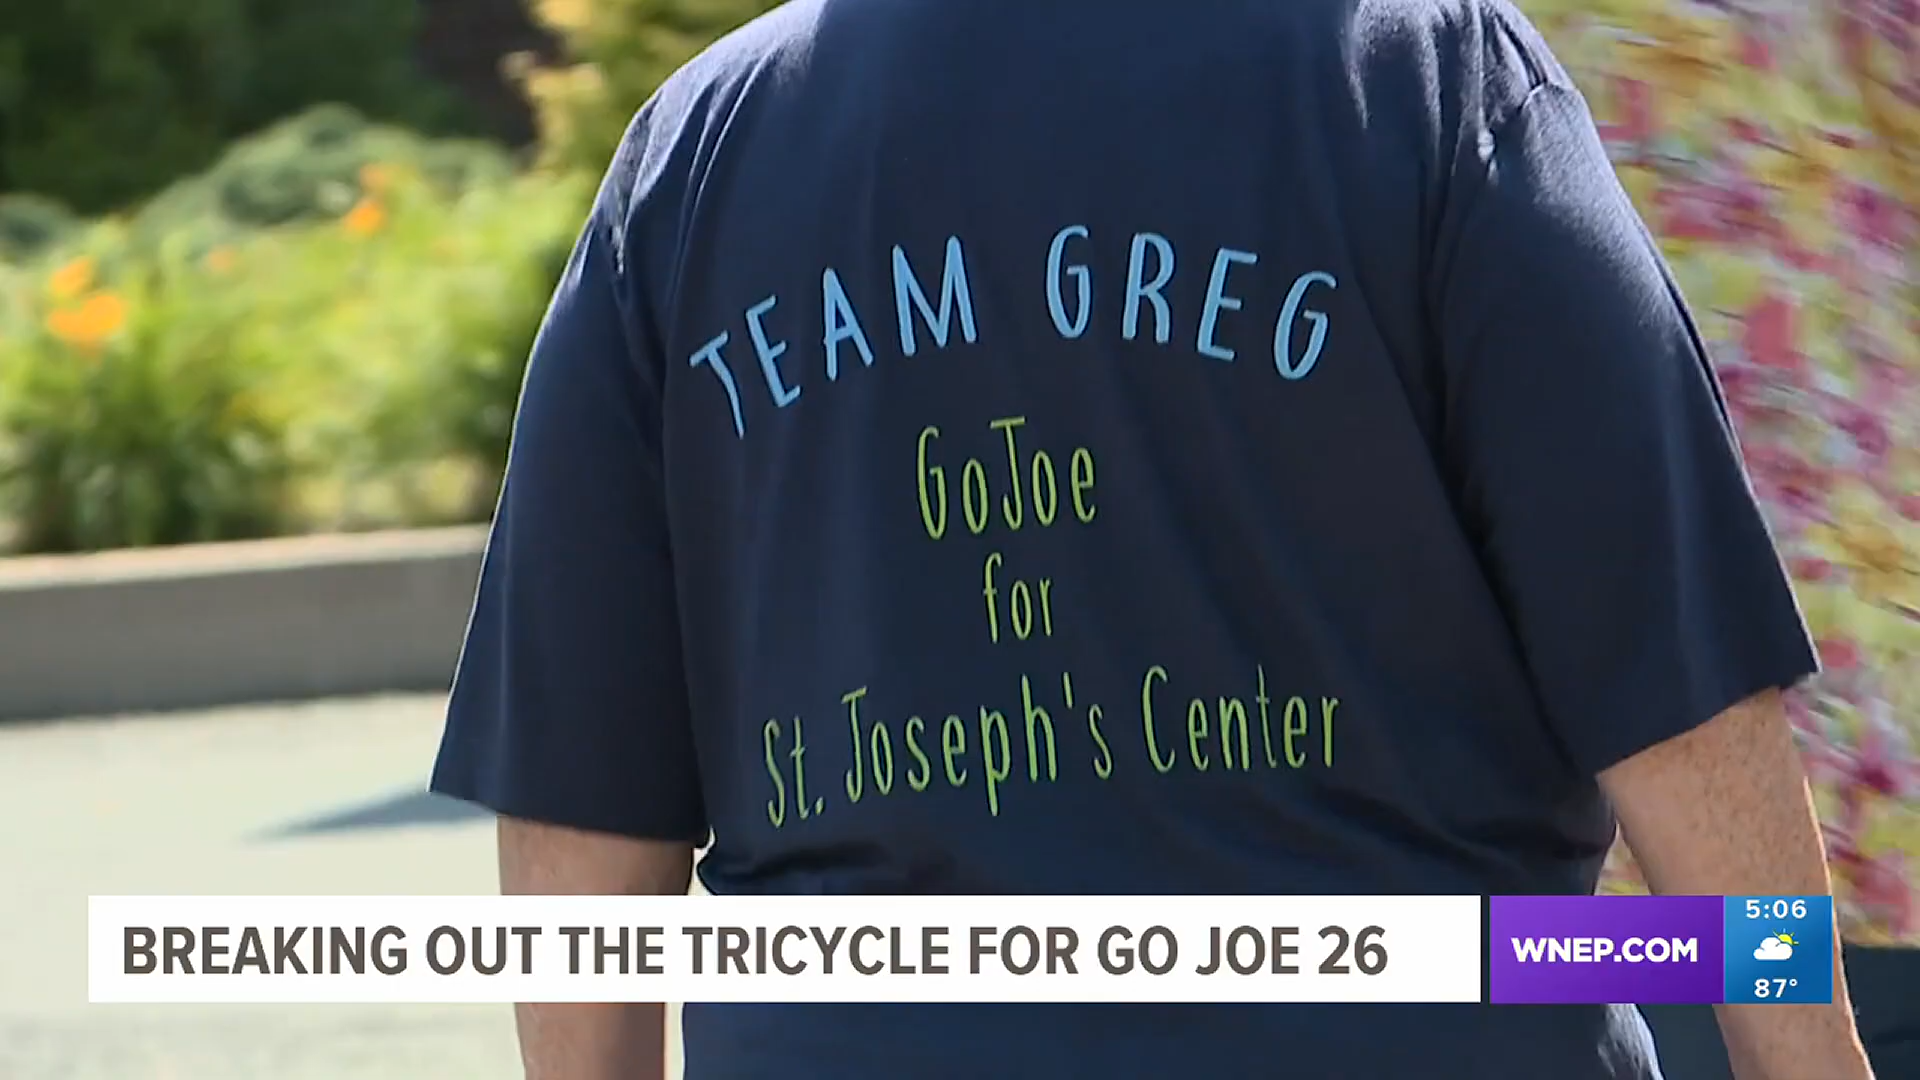 TEAM GREG
GoJoe
for
St. Joseph's Center
BREAKING OUT THE TRICYCLE FOR GO JOE 26
WNEP.COM
5:06
87°